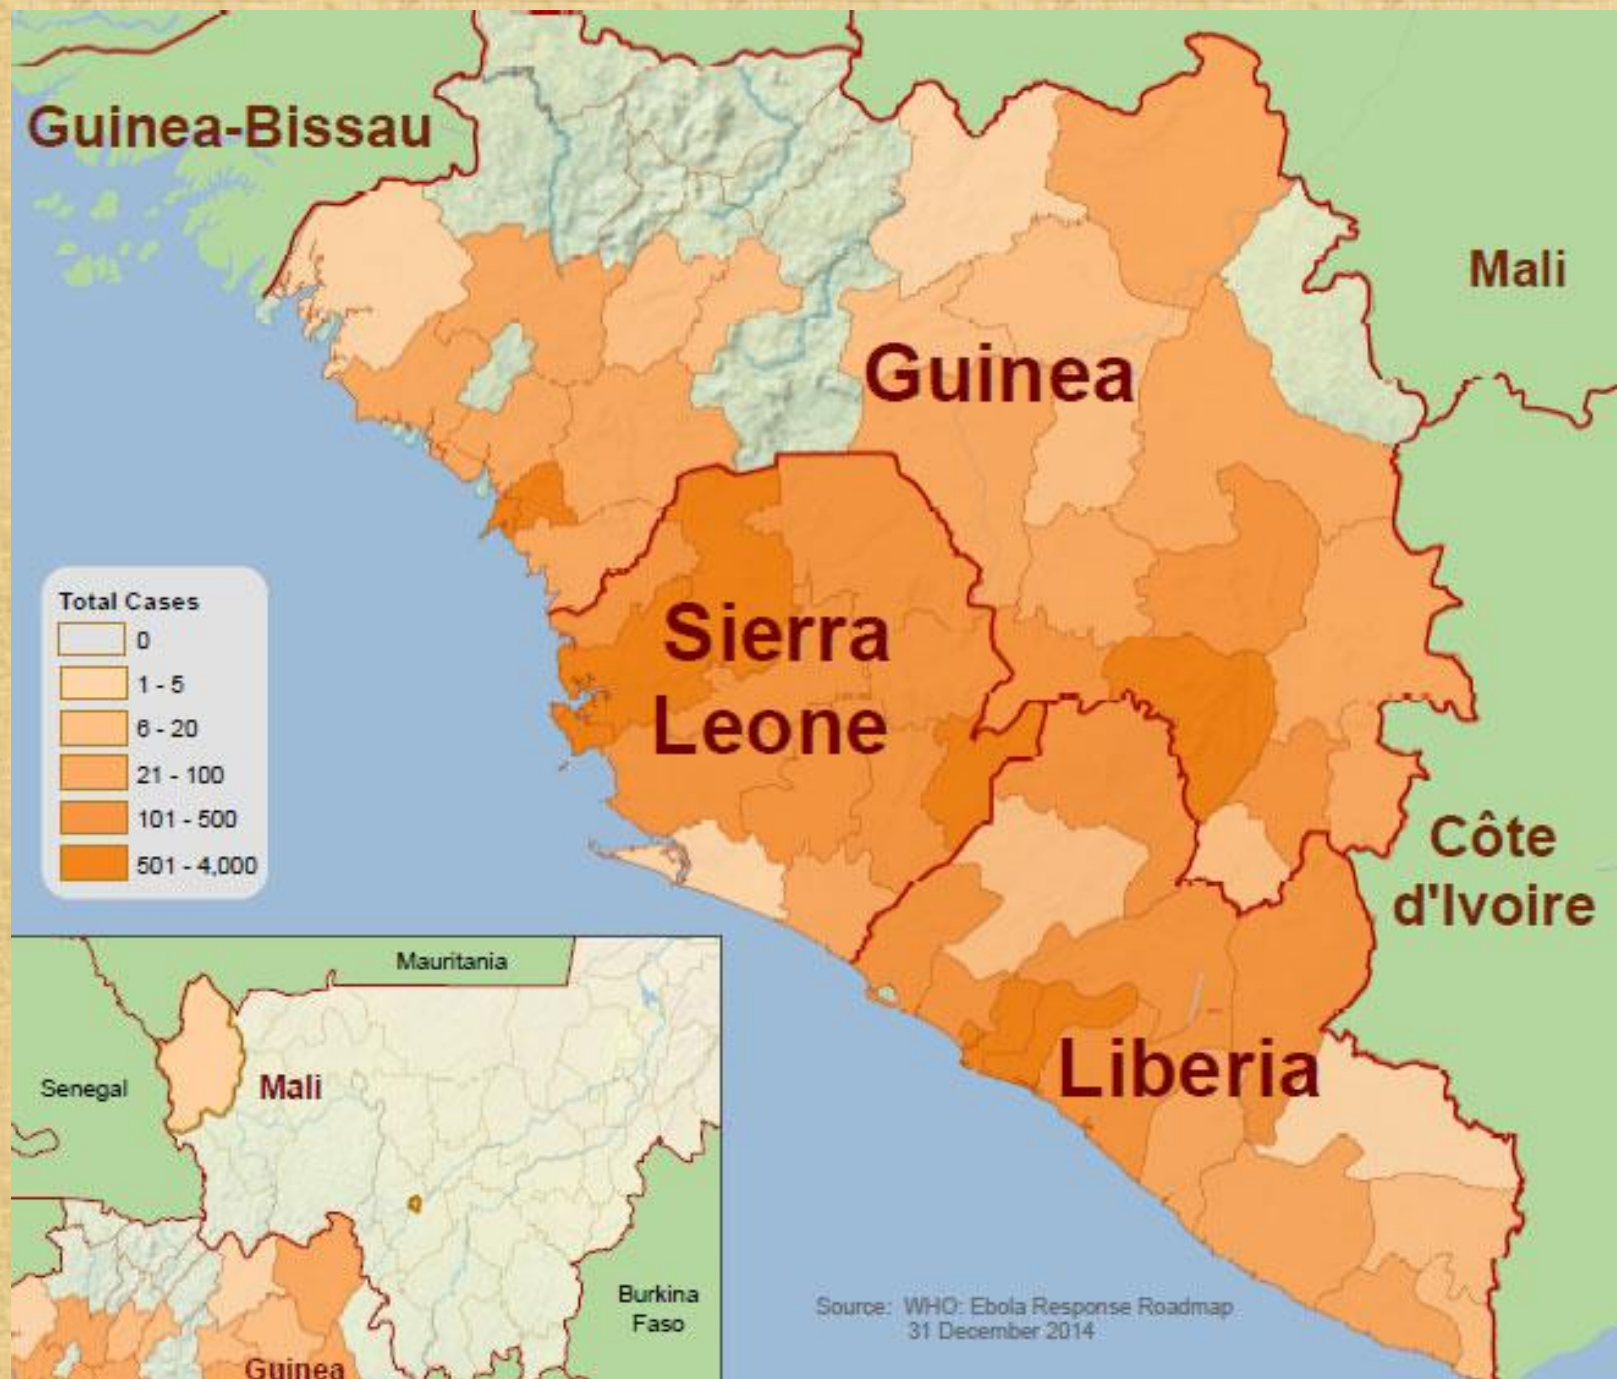 Guinea-Bissau
Mali
Guinea
Sierra
Leone
Côte
d'Ivoire
Liberia
Total Cases
0
1 - 5
6 - 20
21 - 100
101 - 500
501 - 4,000
Mauritania
Senegal
Mali
Burkina
Faso
Guinea
Source: WHO: Ebola Response Roadmap
31 December 2014